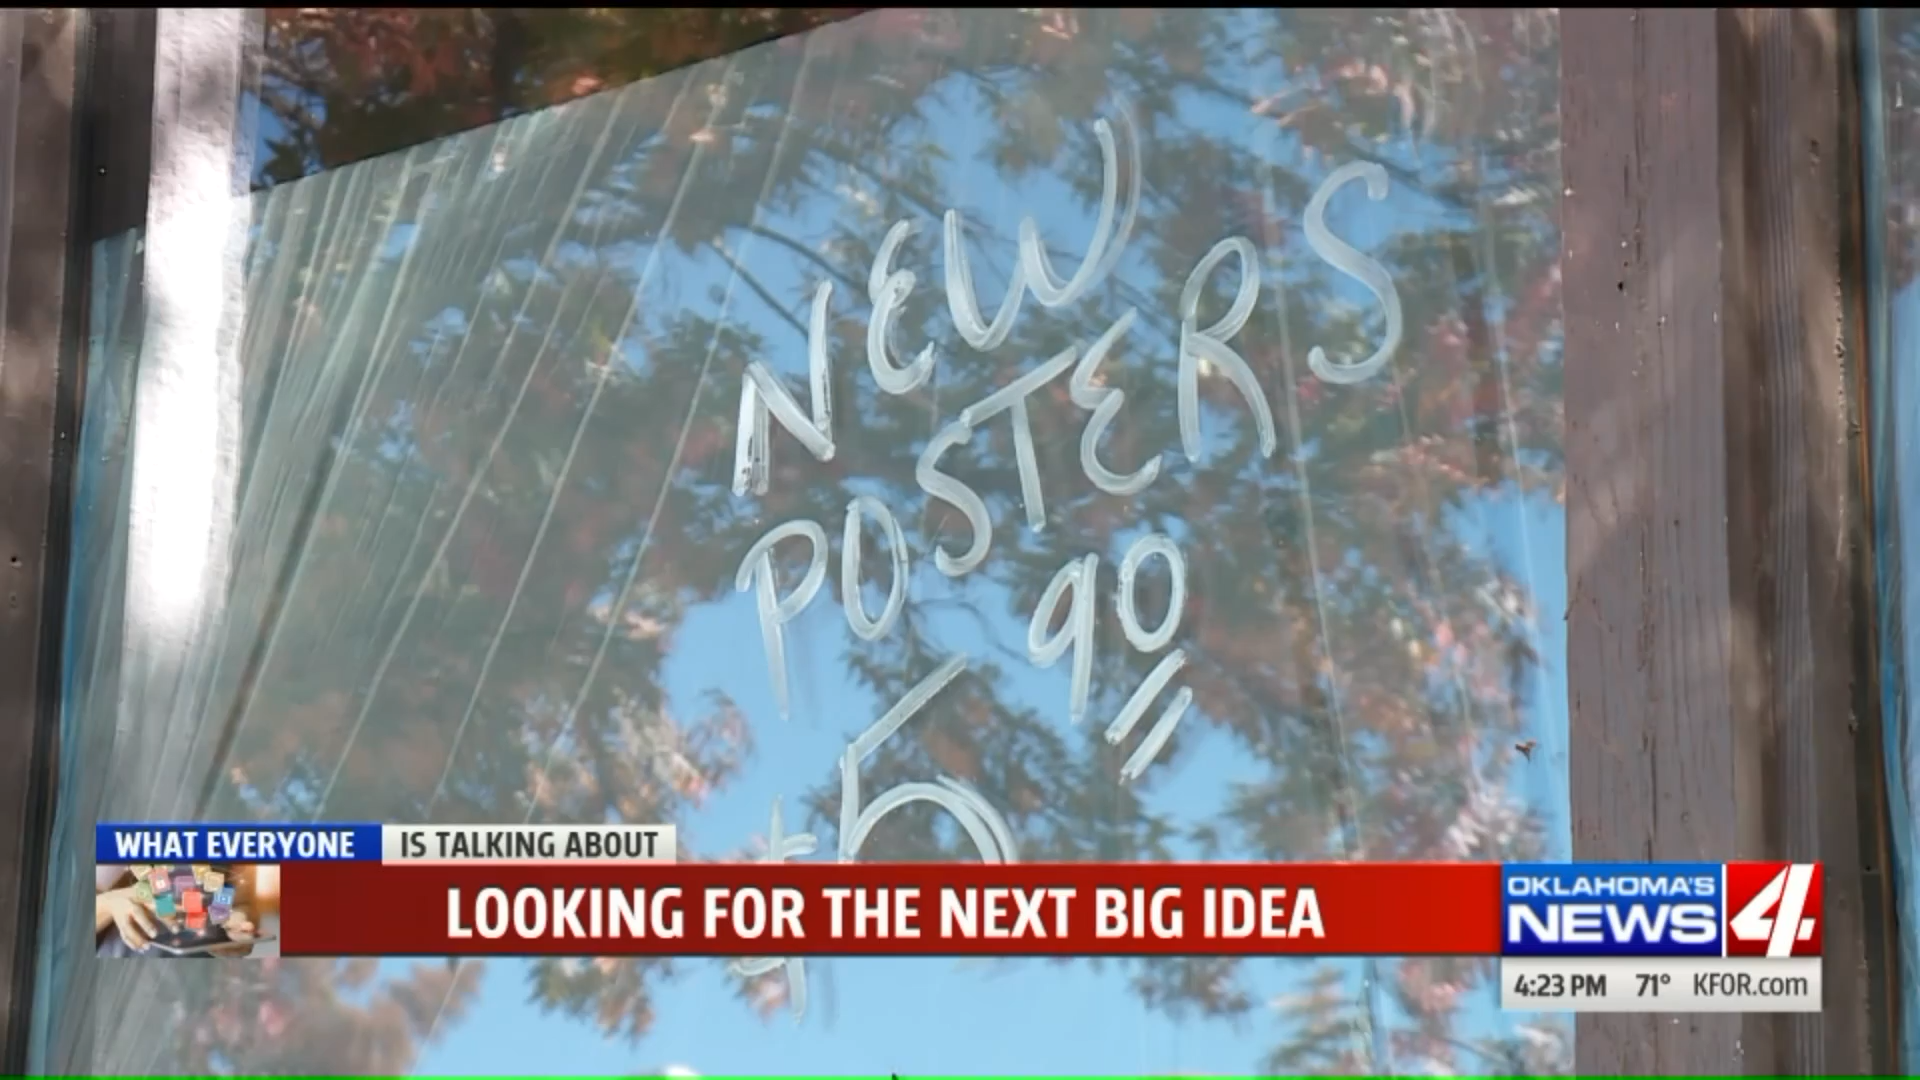 NEW
POSTERS
90
$5
WHAT EVERYONE IS TALKING ABOUT
LOOKING FOR THE NEXT BIG IDEA
OKLAHOMA'S
NEWS 4
4:23 PM 71° KFOR.com